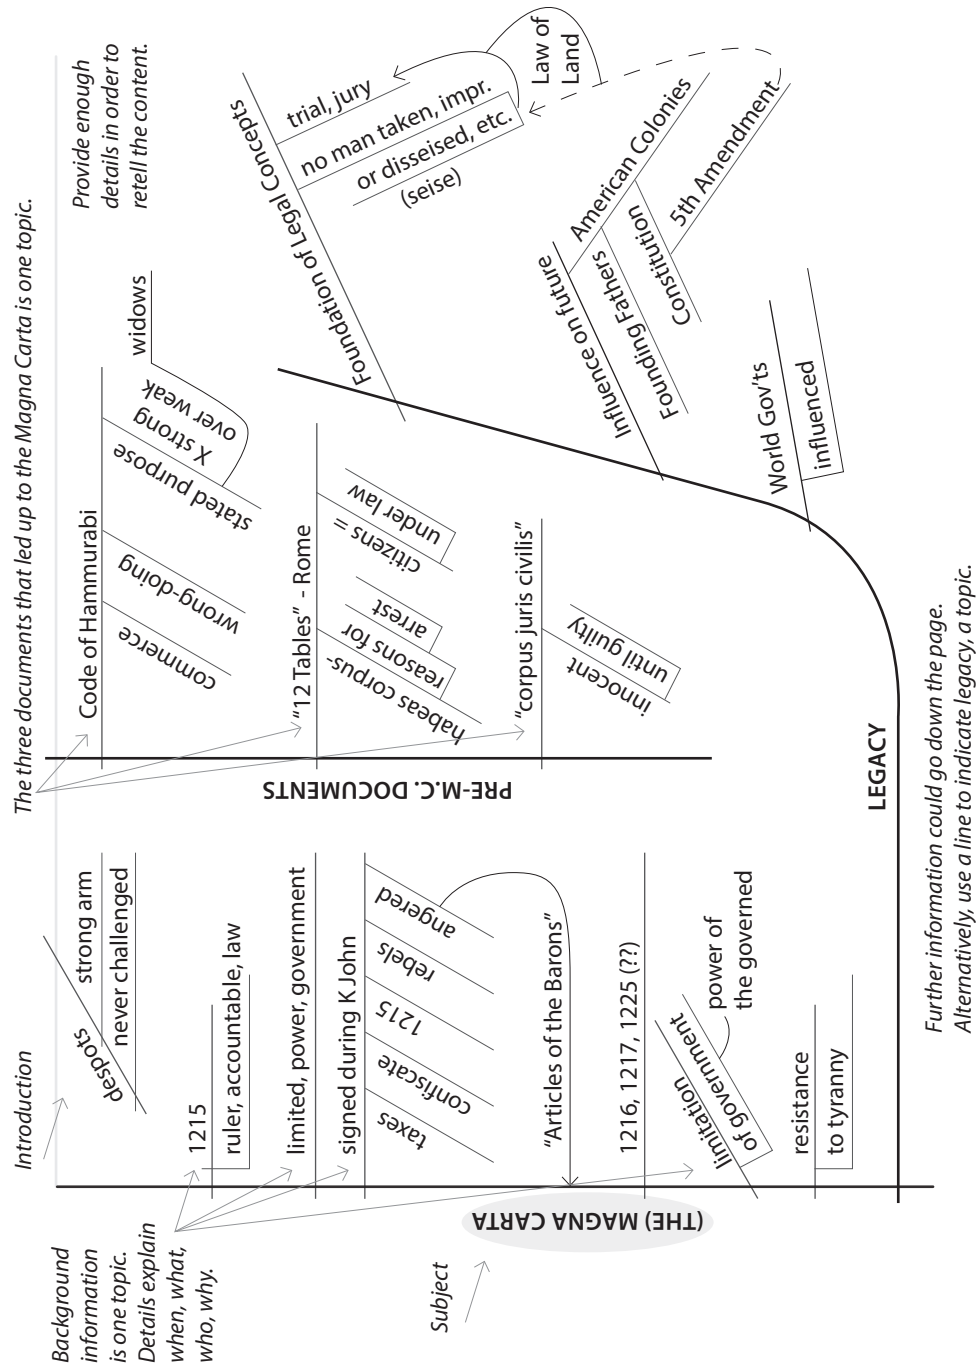 Introduction
Background
information
is one topic.
Details explain
when, what,
who, why.
Subject
(THE) MAGNA CARTA
despots
strong arm
never challenged
1215
ruler, accountable, law
limited, power, government
signed during K John
taxes
confiscate
1215
rebels
angered
"Articles of the Barons"
1216, 1217, 1225 (??)
limitation
of government
power of
the governed
resistance
to tyranny
The three documents that led up to the Magna Carta is one topic.
PRE-M.C. DOCUMENTS
Code of Hammurabi
commerce
wrong-doing
stated purpose
X strong
over weak
widows
"12 Tables" - Rome
habeas corpus-
reasons for
arrest
citizens =
under law
"corpus juris civilis"
innocent
until guilty
LEGACY
Provide enough
details in order to
retell the content.
Foundation of Legal Concepts
trial, jury
no man taken, impr.
or disseised, etc.
(seise)
Law of
Land
Influence on future
American Colonies
Founding Fathers
Constitution
5th Amendment
World Gov'ts
influenced
Further information could go down the page.
Alternatively, use a line to indicate legacy, a topic.